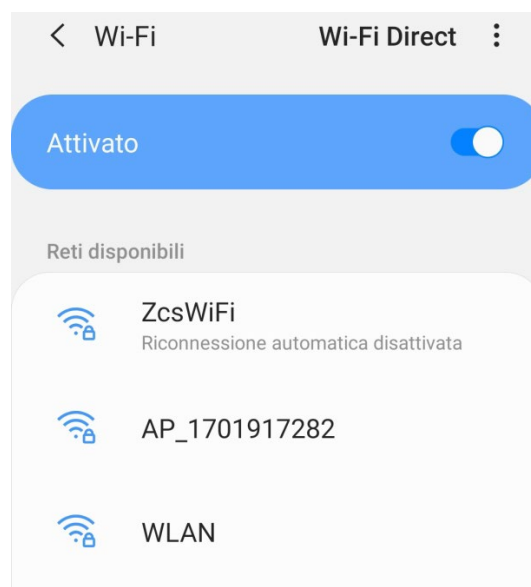 Wi-Fi Wi-Fi Direct
Attivato
Reti disponibili
ZcsWiFi
Riconnessione automatica disattivata
AP_1701917282
WLAN